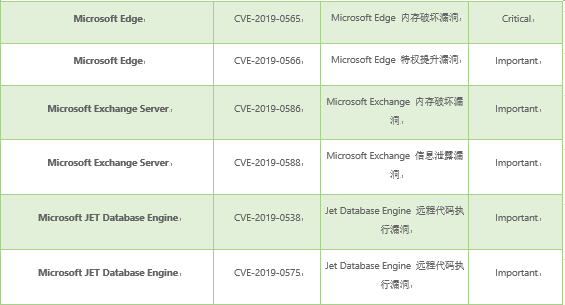 Microsoft Edge
CVE-2019-0565
Microsoft Edge 内存破坏漏洞
Critical
Microsoft Edge
CVE-2019-0566
Microsoft Edge 特权提升漏洞
Important
Microsoft Exchange Server
CVE-2019-0586
Microsoft Exchange 内存破坏漏
洞
Important
Microsoft Exchange Server
CVE-2019-0588
Microsoft Exchange 信息泄露漏
洞
Important
Microsoft JET Database Engine
CVE-2019-0538
Jet Database Engine 远程代码执
行漏洞
Important
Microsoft JET Database Engine
CVE-2019-0575
Jet Database Engine 远程代码执
行漏洞
Important